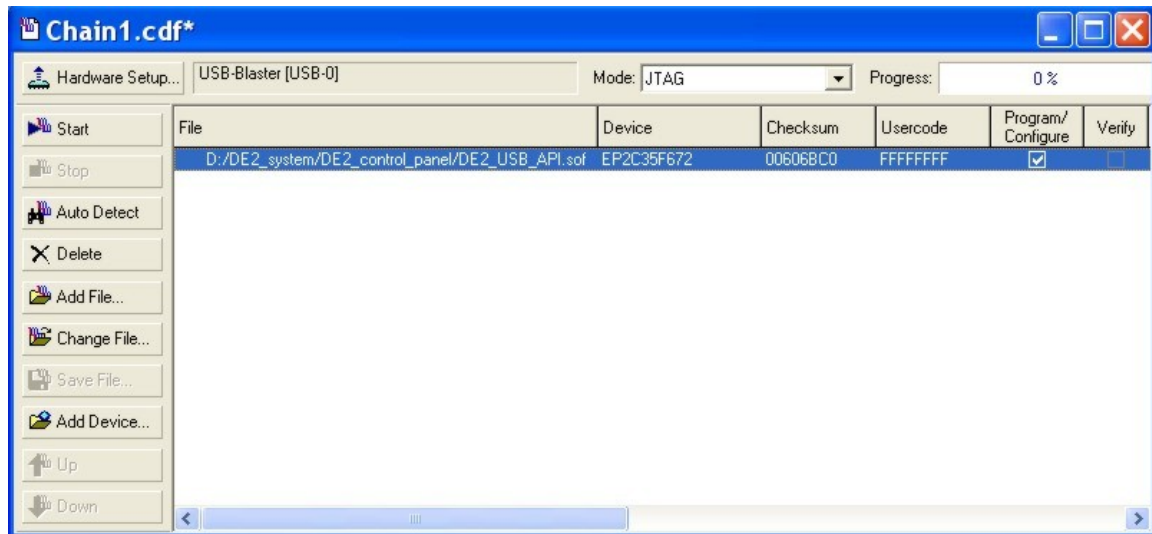 Chain1.cdf*
Hardware Setup... USB-Blaster [USB-0] Mode: JTAG Progress: 0 %
Start File Device Checksum Usercode Program/ Configure Verify
D:/DE2_system/DE2_control_panel/DE2_USB_API.sof EP2C35F672 00606BC0 FFFFFFFF
Stop
Auto Detect
Delete
Add File...
Change File...
Save File...
Add Device...
Up
Down